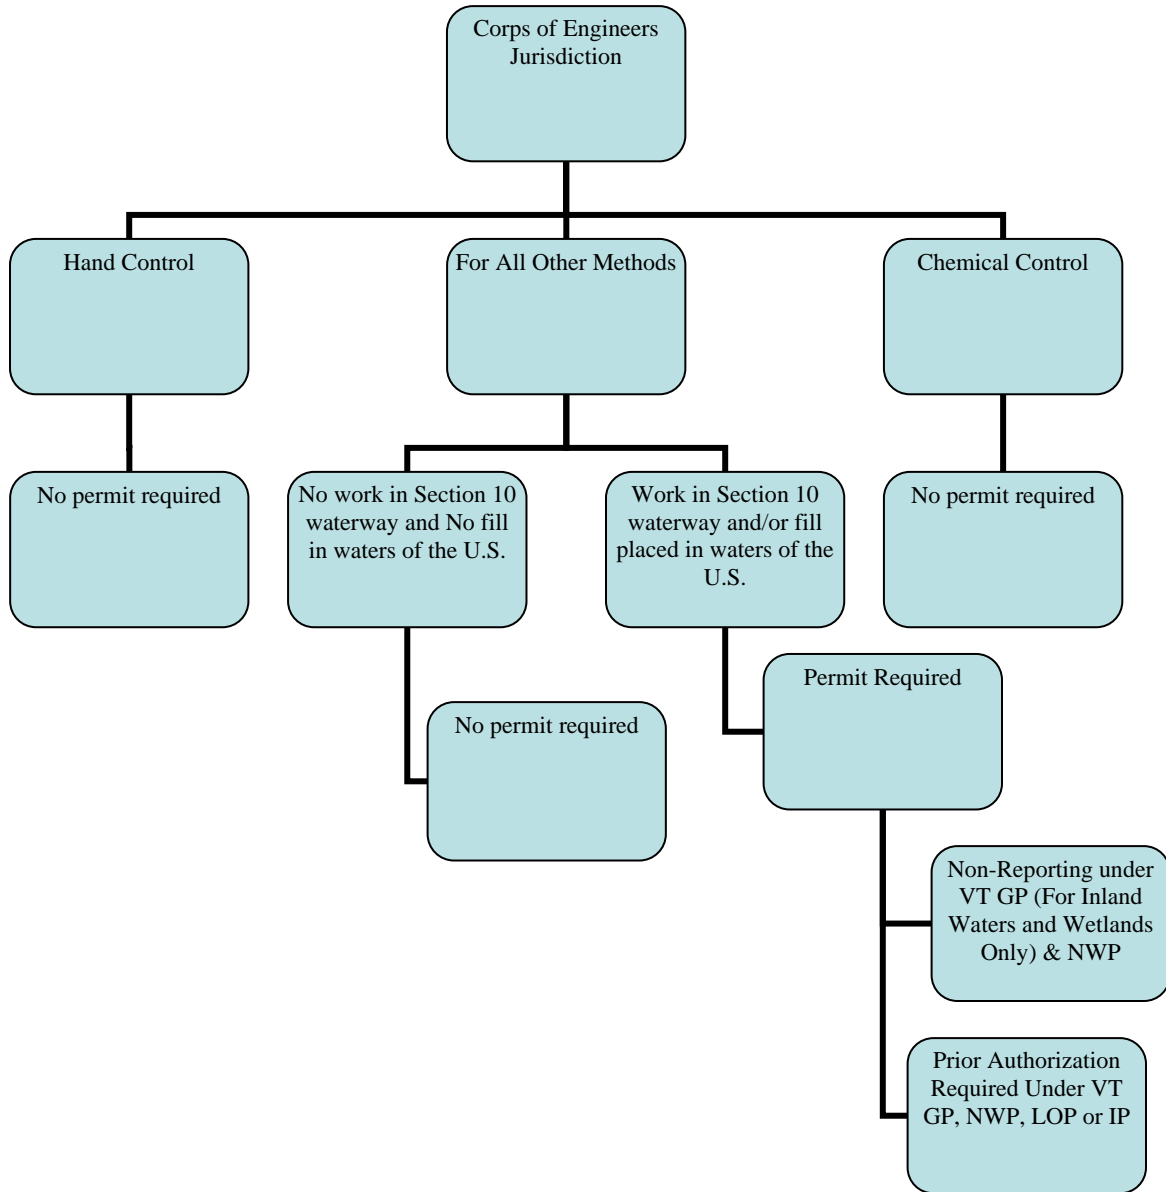 Corps of Engineers
Jurisdiction
Hand Control
For All Other Methods
Chemical Control
No permit required
No work in Section 10
waterway and No fill
in waters of the U.S.
Work in Section 10
waterway and/or fill
placed in waters of the
U.S.
No permit required
No permit required
Permit Required
Non-Reporting under
VT GP (For Inland
Waters and Wetlands
Only) & NWP
Prior Authorization
Required Under VT
GP, NWP, LOP or IP